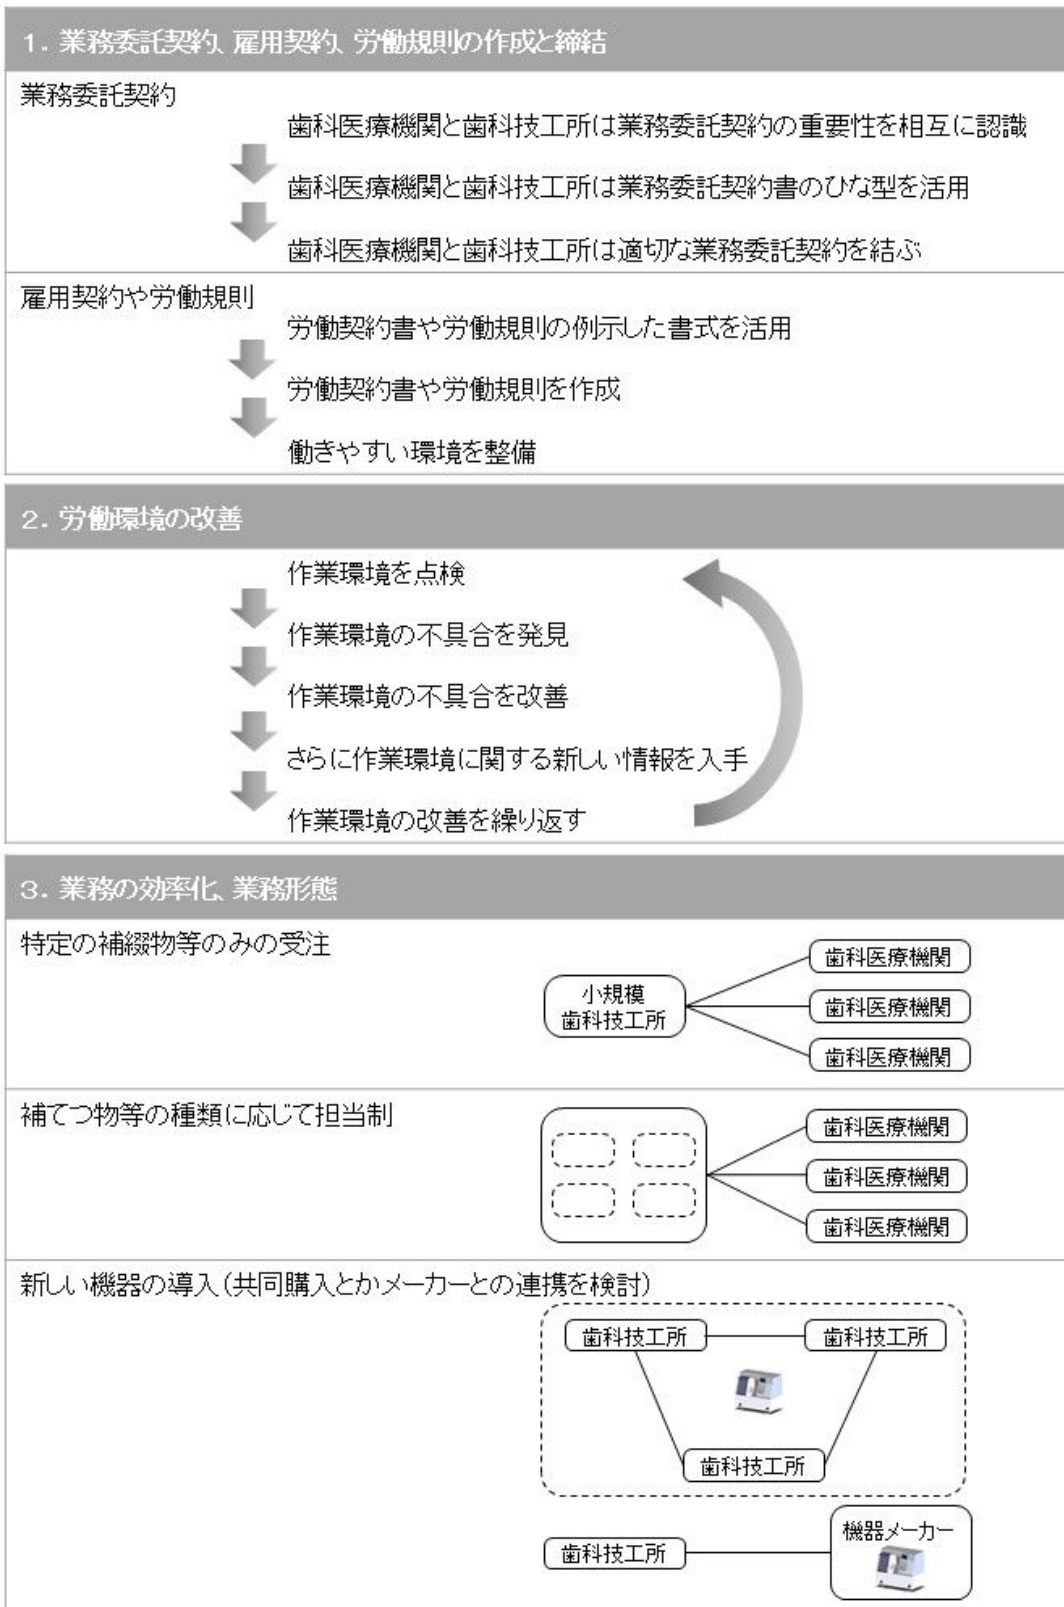 １．業務委託契約、雇用契約、労働規則の作成と締結
業務委託契約
歯科医療機関と歯科技工所は業務委託契約の重要性を相互に認識
歯科医療機関と歯科技工所は業務委託契約書のひな型を活用
歯科医療機関と歯科技工所は適切な業務委託契約を結ぶ
雇用契約や労働規則
労働契約書や労働規則の例示した書式を活用
労働契約書や労働規則を作成
働きやすい環境を整備
２．労働環境の改善
作業環境を点検
作業環境の不具合を発見
作業環境の不具合を改善
さらに作業環境に関する新しい情報を入手
作業環境の改善を繰り返す
３．業務の効率化、業務形態
特定の補綴物等のみの受注
小規模
歯科技工所
歯科医療機関
歯科医療機関
歯科医療機関
補てつ物等の種類に応じて担当制
歯科医療機関
歯科医療機関
歯科医療機関
新しい機器の導入（共同購入とかメーカーとの連携を検討）
歯科技工所
歯科技工所
歯科技工所
歯科技工所
機器メーカー